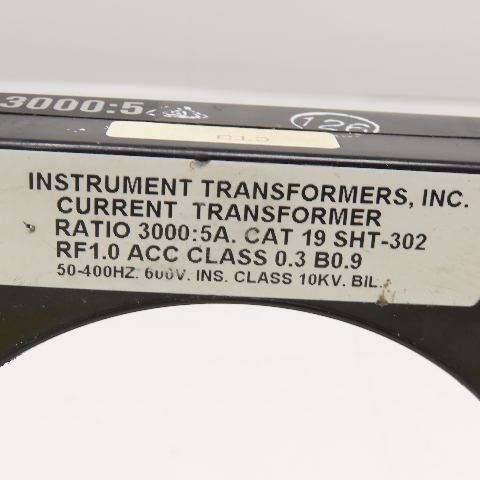 3000:5
126
INSTRUMENT TRANSFORMERS, INC.
CURRENT TRANSFORMER
RATIO 3000:5A. CAT 19 SHT-302
RF1.0 ACC CLASS 0.3 B0.9
50-400HZ. 600V. INS. CLASS 10KV. BIL.